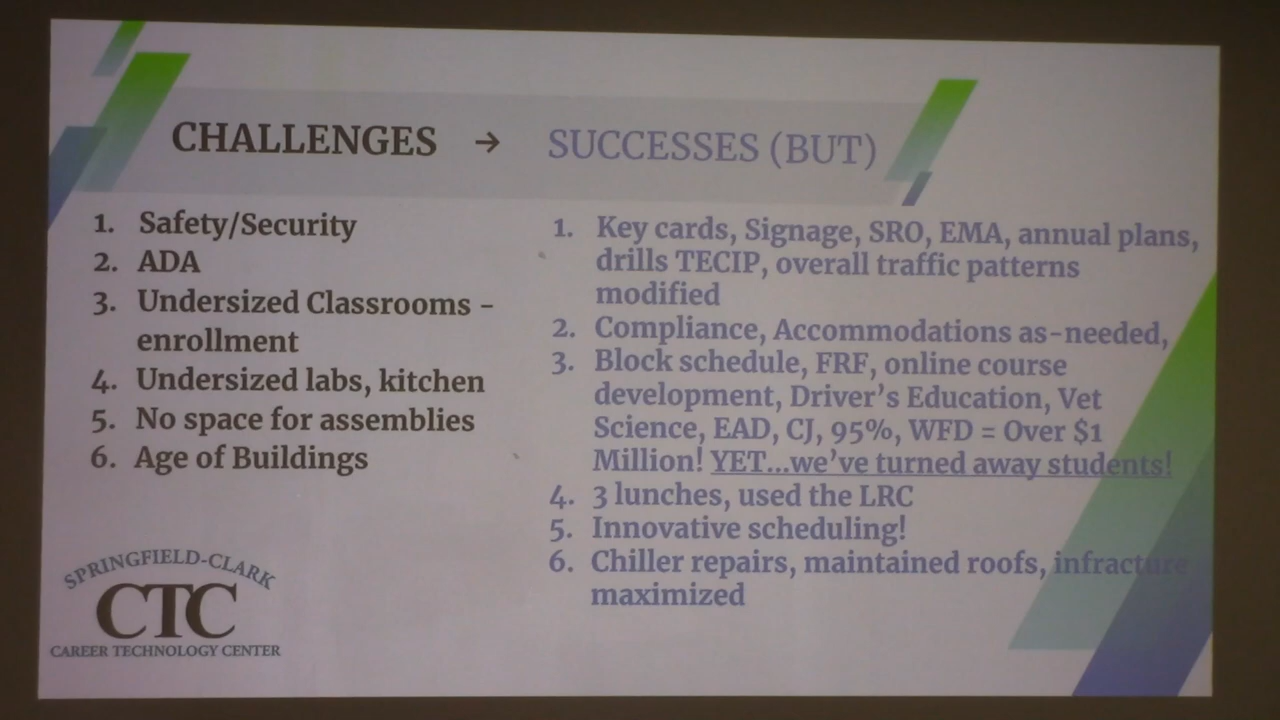 CHALLENGES → SUCCESSES (BUT)
1. Safety/Security
2. ADA
3. Undersized Classrooms -
enrollment
4. Undersized labs, kitchen
5. No space for assemblies
6. Age of Buildings
1. Key cards, Signage, SRO, EMA, annual plans,
drills TECIP, overall traffic patterns
modified
2. Compliance, Accommodations as-needed,
3. Block schedule, FRF, online course
development, Driver's Education, Vet
Science, EAD, CJ, 95%, WFD = Over $1
Million! YET...we've turned away students!
4. 3 lunches, used the LRC
5. Innovative scheduling!
6. Chiller repairs, maintained roofs, infracture
maximized
SPRINGFIELD-CLARK
CTC
CAREER TECHNOLOGY CENTER